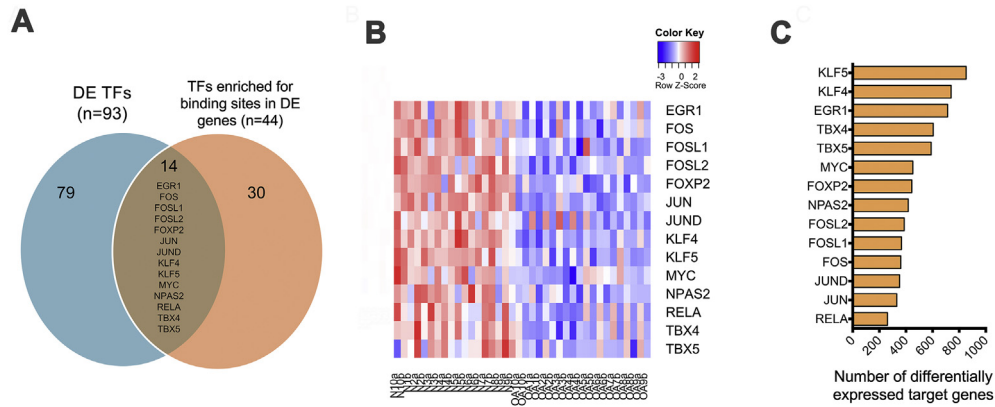 A
DE TFs
(n=93)
TFs enriched for
binding sites in DE
genes (n=44)
79
14
30
EGR1
FOS
FOSL1
FOSL2
FOXP2
JUN
JUND
KLF4
KLF5
MYC
NPAS2
RELA
TBX4
TBX5
B
Color Key
-3 0 2
Row Z-Score
EGR1
FOS
FOSL1
FOSL2
FOXP2
JUN
JUND
KLF4
KLF5
MYC
NPAS2
RELA
TBX4
TBX5
C
KLF5
KLF4
EGR1
TBX4
TBX5
MYC
FOXP2
NPAS2
FOSL2
FOSL1
FOS
JUND
JUN
RELA
0 200 400 600 800 1000
Number of differentially
expressed target genes